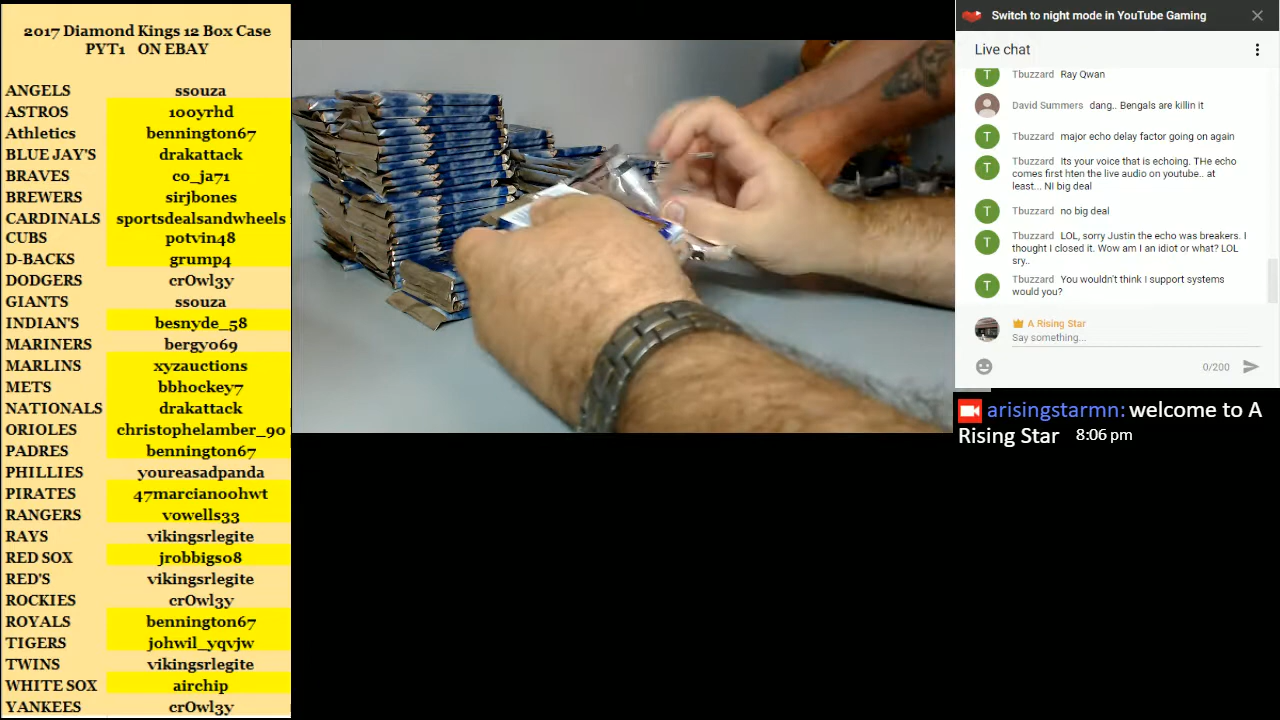 2017 Diamond Kings 12 Box Case
PYT1 ON EBAY
ANGELS ssouza
ASTROS 100yrhd
Athletics bennington67
BLUE JAY'S drakattack
BRAVES co_ja71
BREWERS sirjbones
CARDINALS sportsdealsandwheels
CUBS potvin48
D-BACKS grump4
DODGERS cr0wl3y
GIANTS ssouza
INDIAN'S besnyde_58
MARINERS bergy069
MARLINS xyzauctions
METS bbhockey7
NATIONALS drakattack
ORIOLES christophelamber_90
PADRES bennington67
PHILLIES youreasadpanda
PIRATES 47marcianoohwt
RANGERS vowells33
RAYS vikingsrlegite
RED SOX jrobbigs08
RED'S vikingsrlegite
ROCKIES cr0wl3y
ROYALS bennington67
TIGERS johwil_yqvjw
TWINS vikingsrlegite
WHITE SOX airchip
YANKEES cr0wl3y
Switch to night mode in YouTube Gaming
Live chat
T Tbuzzard Ray Qwan
David Summers dang.. Bengals are killin it
T Tbuzzard major echo delay factor going on again
T Tbuzzard Its your voice that is echoing. THe echo
comes first hten the live audio on youtube.. at
least... NI big deal
T Tbuzzard no big deal
T Tbuzzard LOL, sorry Justin the echo was breakers. I
thought I closed it. Wow am I an idiot or what? LOL
sry..
T Tbuzzard You wouldn't think I support systems
would you?
A Rising Star
Say something...
0/200
arisingstarmn: welcome to A
Rising Star 8:06 pm